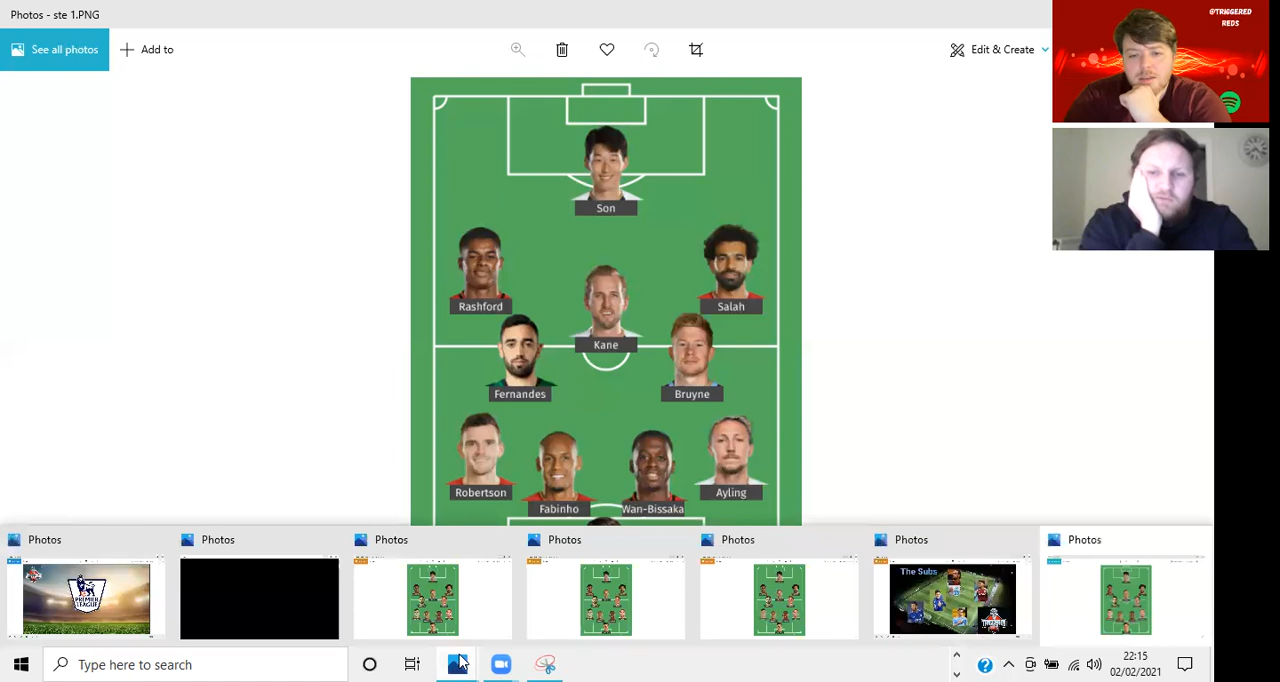 Photos - ste 1.PNG
See all photos
Add to
Edit & Create
@TRIGGERED
REDS
Son
Rashford
Salah
Kane
Fernandes
Bruyne
Robertson
Fabinho
Wan-Bissaka
Ayling
Photos
Photos
Photos
Photos
Photos
Photos
Photos
PREMIER
LEAGUE
The Subs
Type here to search
22:15
02/02/2021